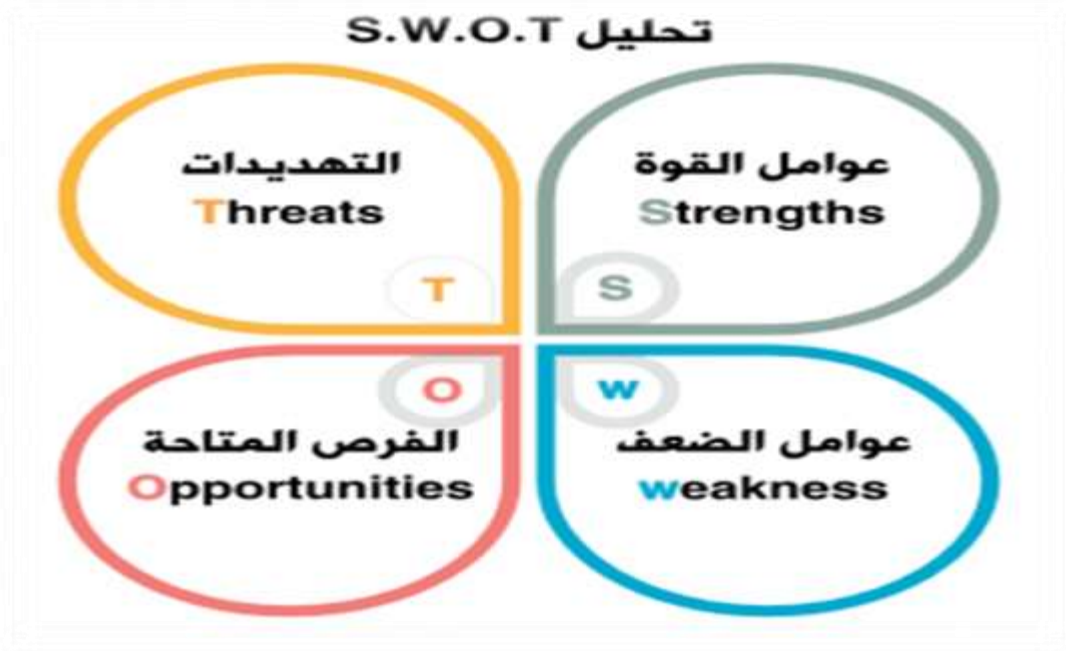 تحليل S.W.O.T
عوامل القوة
Strengths
S
التهديدات
Threats
T
w
عوامل الضعف
weakness
O
الفرص المتاحة
Opportunities